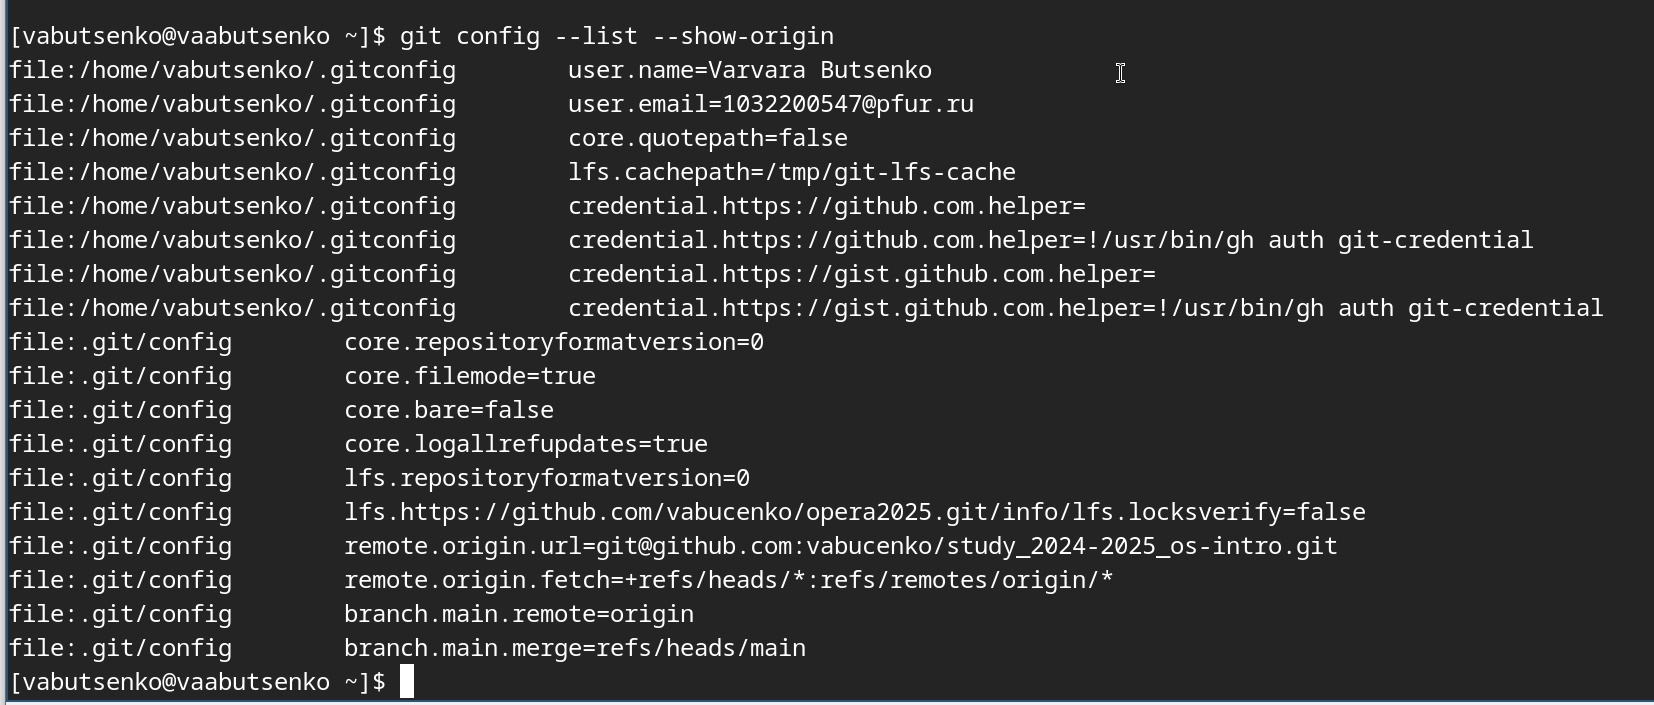 [vabutsenko@vaabutsenko ~]$ git config --list --show-origin
file:/home/vabutsenko/.gitconfig        user.name=Varvara Butsenko
file:/home/vabutsenko/.gitconfig        user.email=1032200547@pfur.ru
file:/home/vabutsenko/.gitconfig        core.quotepath=false
file:/home/vabutsenko/.gitconfig        lfs.cachepath=/tmp/git-lfs-cache
file:/home/vabutsenko/.gitconfig        credential.https://github.com.helper=
file:/home/vabutsenko/.gitconfig        credential.https://github.com.helper=!/usr/bin/gh auth git-credential
file:/home/vabutsenko/.gitconfig        credential.https://gist.github.com.helper=
file:/home/vabutsenko/.gitconfig        credential.https://gist.github.com.helper=!/usr/bin/gh auth git-credential
file:.git/config        core.repositoryformatversion=0
file:.git/config        core.filemode=true
file:.git/config        core.bare=false
file:.git/config        core.logallrefupdates=true
file:.git/config        lfs.repositoryformatversion=0
file:.git/config        lfs.https://github.com/vabucenko/opera2025.git/info/lfs.locksverify=false
file:.git/config        remote.origin.url=git@github.com:vabucenko/study_2024-2025_os-intro.git
file:.git/config        remote.origin.fetch=+refs/heads/*:refs/remotes/origin/*
file:.git/config        branch.main.remote=origin
file:.git/config        branch.main.merge=refs/heads/main
[vabutsenko@vaabutsenko ~]$